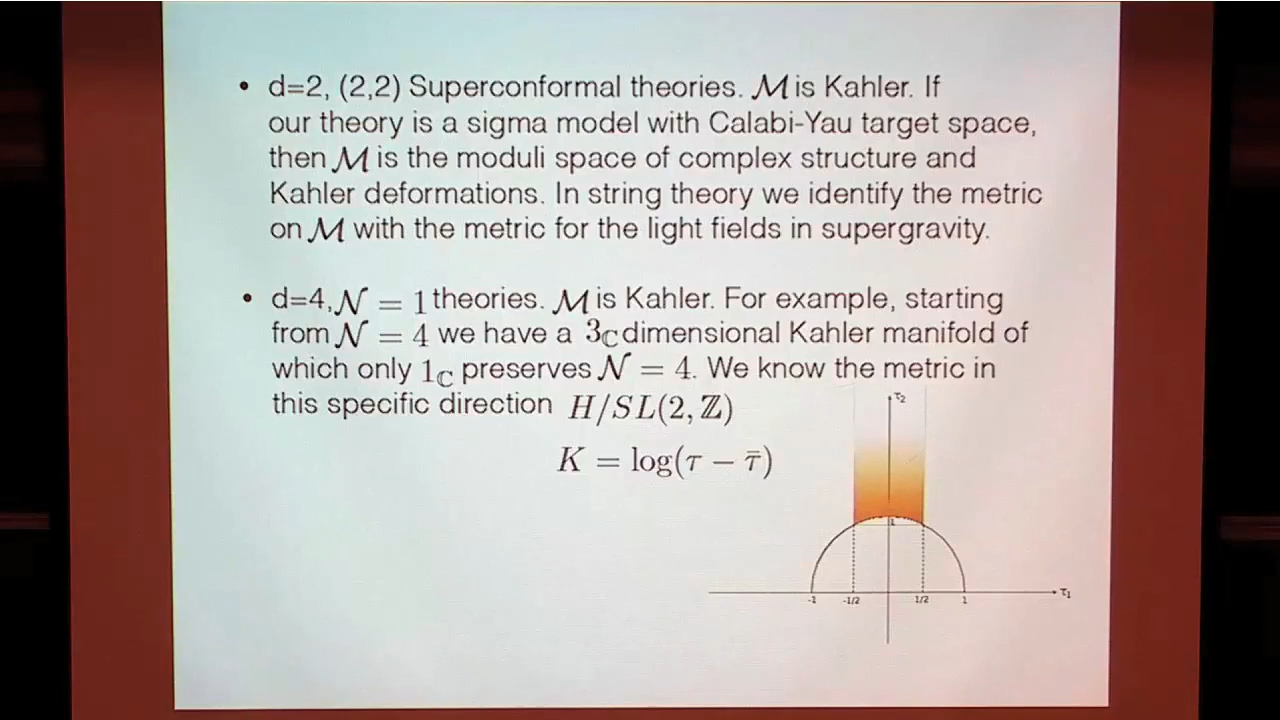 • d=2, (2,2) Superconformal theories. ℳ is Kahler. If
our theory is a sigma model with Calabi-Yau target space,
then ℳ is the moduli space of complex structure and
Kahler deformations. In string theory we identify the metric
on ℳ with the metric for the light fields in supergravity.
• d=4, 𝒩 = 1 theories. ℳ is Kahler. For example, starting
from 𝒩 = 4 we have a 3_ℂ dimensional Kahler manifold of
which only 1_ℂ preserves 𝒩 = 4. We know the metric in
this specific direction H/SL(2, ℤ)
K = log(τ − τ̄)
τ₂
1
-1 -1/2 1/2 1 τ₁